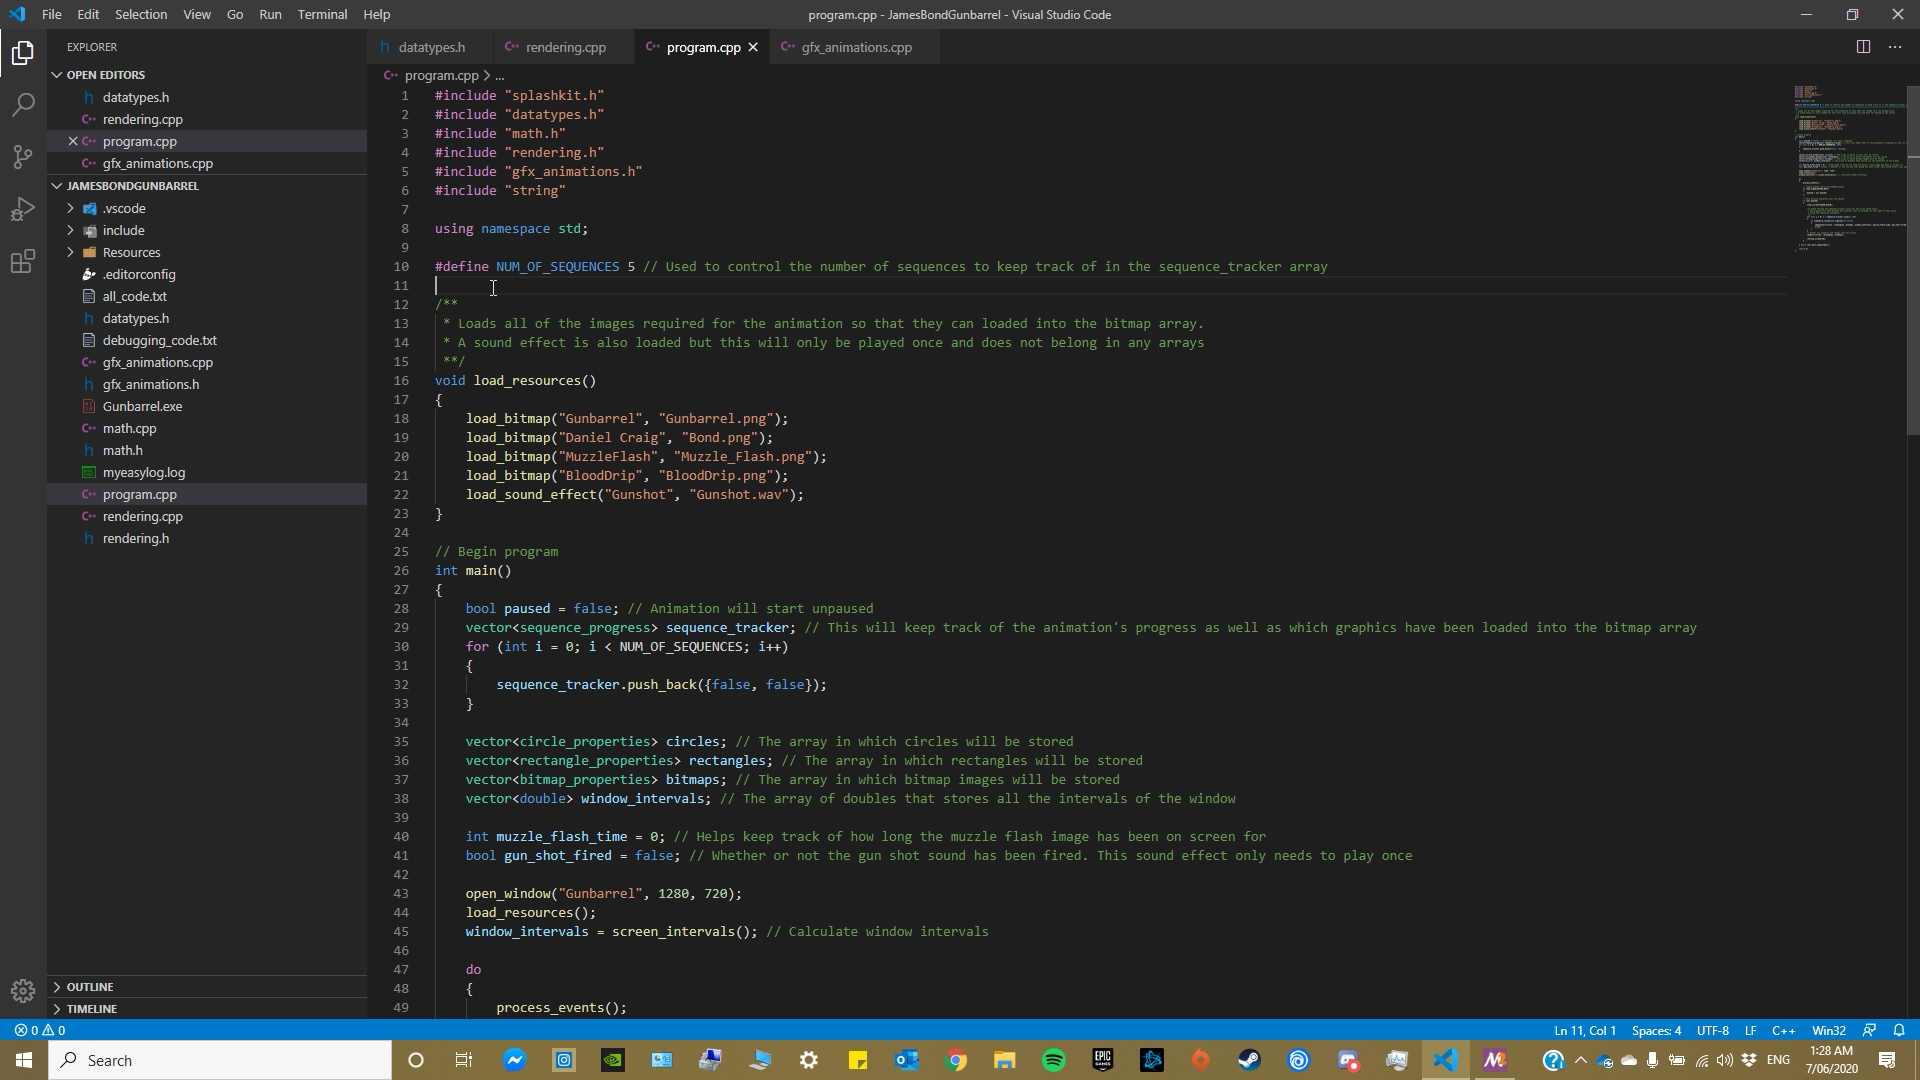 File Edit Selection View Go Run Terminal Help
program.cpp - JamesBondGunbarrel - Visual Studio Code
EXPLORER
OPEN EDITORS
datatypes.h
rendering.cpp
program.cpp
gfx_animations.cpp
JAMESBONDGUNBARREL
.vscode
include
Resources
.editorconfig
all_code.txt
datatypes.h
debugging_code.txt
gfx_animations.cpp
gfx_animations.h
Gunbarrel.exe
math.cpp
math.h
myeasylog.log
program.cpp
rendering.cpp
rendering.h
OUTLINE
TIMELINE
datatypes.h rendering.cpp program.cpp gfx_animations.cpp
program.cpp > ...
1 #include "splashkit.h"
2 #include "datatypes.h"
3 #include "math.h"
4 #include "rendering.h"
5 #include "gfx_animations.h"
6 #include "string"
7
8 using namespace std;
9
10 #define NUM_OF_SEQUENCES 5 // Used to control the number of sequences to keep track of in the sequence_tracker array
11
12 /**
13 * Loads all of the images required for the animation so that they can loaded into the bitmap array.
14 * A sound effect is also loaded but this will only be played once and does not belong in any arrays
15 **/
16 void load_resources()
17 {
18 load_bitmap("Gunbarrel", "Gunbarrel.png");
19 load_bitmap("Daniel Craig", "Bond.png");
20 load_bitmap("MuzzleFlash", "Muzzle_Flash.png");
21 load_bitmap("BloodDrip", "BloodDrip.png");
22 load_sound_effect("Gunshot", "Gunshot.wav");
23 }
24
25 // Begin program
26 int main()
27 {
28 bool paused = false; // Animation will start unpaused
29 vector<sequence_progress> sequence_tracker; // This will keep track of the animation's progress as well as which graphics have been loaded into the bitmap array
30 for (int i = 0; i < NUM_OF_SEQUENCES; i++)
31 {
32 sequence_tracker.push_back({false, false});
33 }
34
35 vector<circle_properties> circles; // The array in which circles will be stored
36 vector<rectangle_properties> rectangles; // The array in which rectangles will be stored
37 vector<bitmap_properties> bitmaps; // The array in which bitmap images will be stored
38 vector<double> window_intervals; // The array of doubles that stores all the intervals of the window
39
40 int muzzle_flash_time = 0; // Helps keep track of how long the muzzle flash image has been on screen for
41 bool gun_shot_fired = false; // Whether or not the gun shot sound has been fired. This sound effect only needs to play once
42
43 open_window("Gunbarrel", 1280, 720);
44 load_resources();
45 window_intervals = screen_intervals(); // Calculate window intervals
46
47 do
48 {
49 process_events();
0 0
Ln 11, Col 1 Spaces: 4 UTF-8 LF C++ Win32
Search
EPIC GAMES
ENG
1:28 AM
7/06/2020